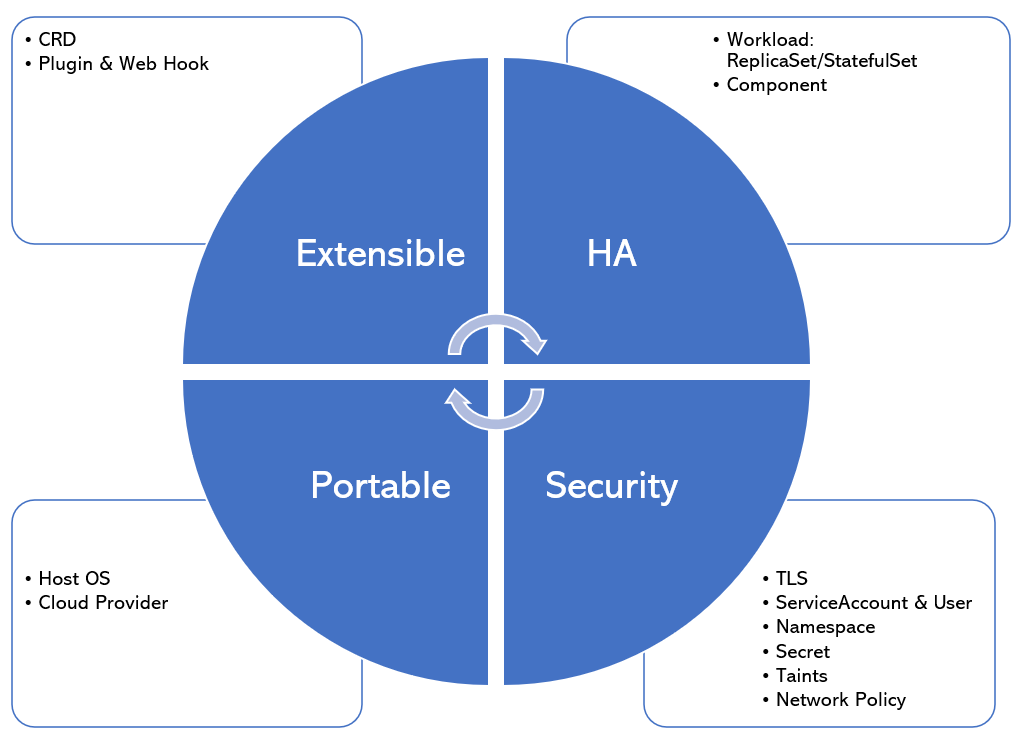 • CRD
• Plugin & Web Hook
• Workload:
ReplicaSet/StatefulSet
• Component
Extensible
HA
Portable
Security
• Host OS
• Cloud Provider
• TLS
• ServiceAccount & User
• Namespace
• Secret
• Taints
• Network Policy